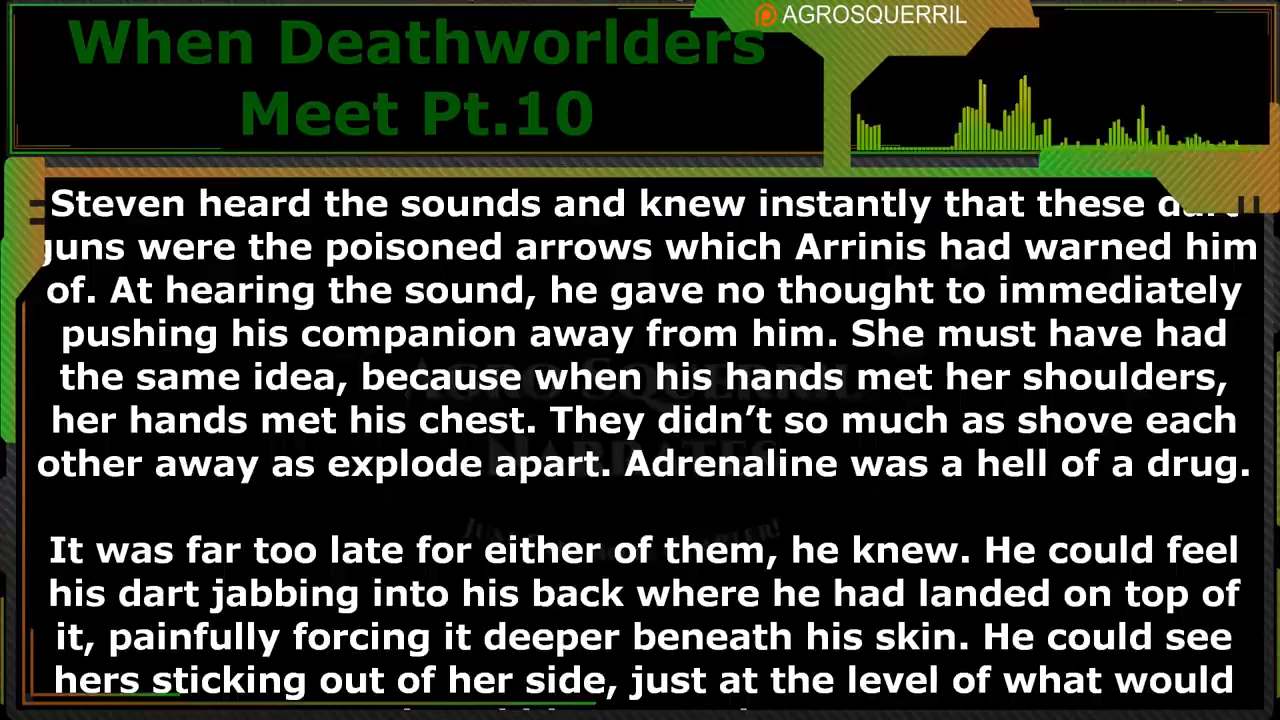 AGROSQUERRIL
When Deathworlders
Meet Pt.10
Steven heard the sounds and knew instantly that these dart
guns were the poisoned arrows which Arrinis had warned him
of. At hearing the sound, he gave no thought to immediately
pushing his companion away from him. She must have had
the same idea, because when his hands met her shoulders,
her hands met his chest. They didn’t so much as shove each
other away as explode apart. Adrenaline was a hell of a drug.
It was far too late for either of them, he knew. He could feel
his dart jabbing into his back where he had landed on top of
it, painfully forcing it deeper beneath his skin. He could see
hers sticking out of her side, just at the level of what would
Agro Squerril
Narrates